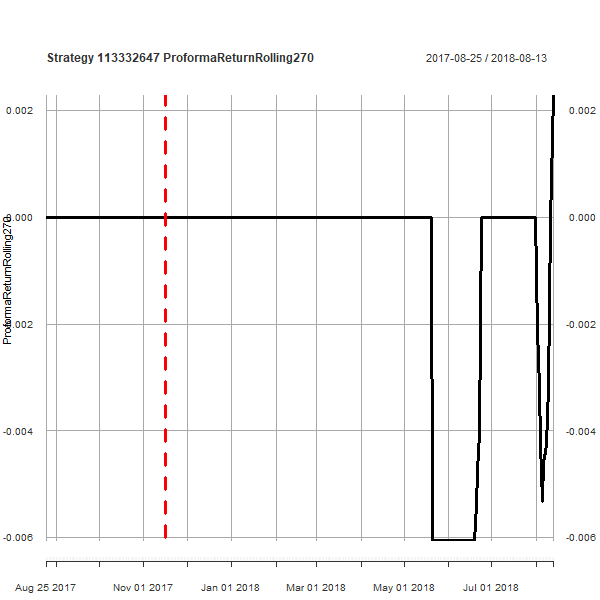 Strategy 113332647 ProformaReturnRolling270
2017-08-25 / 2018-08-13
0.002 0.002
0.000 0.000
-0.002 -0.002
-0.004 -0.004
-0.006 -0.006
ProformaReturnRolling270
Aug 25 2017 Nov 01 2017 Jan 01 2018 Mar 01 2018 May 01 2018 Jul 01 2018